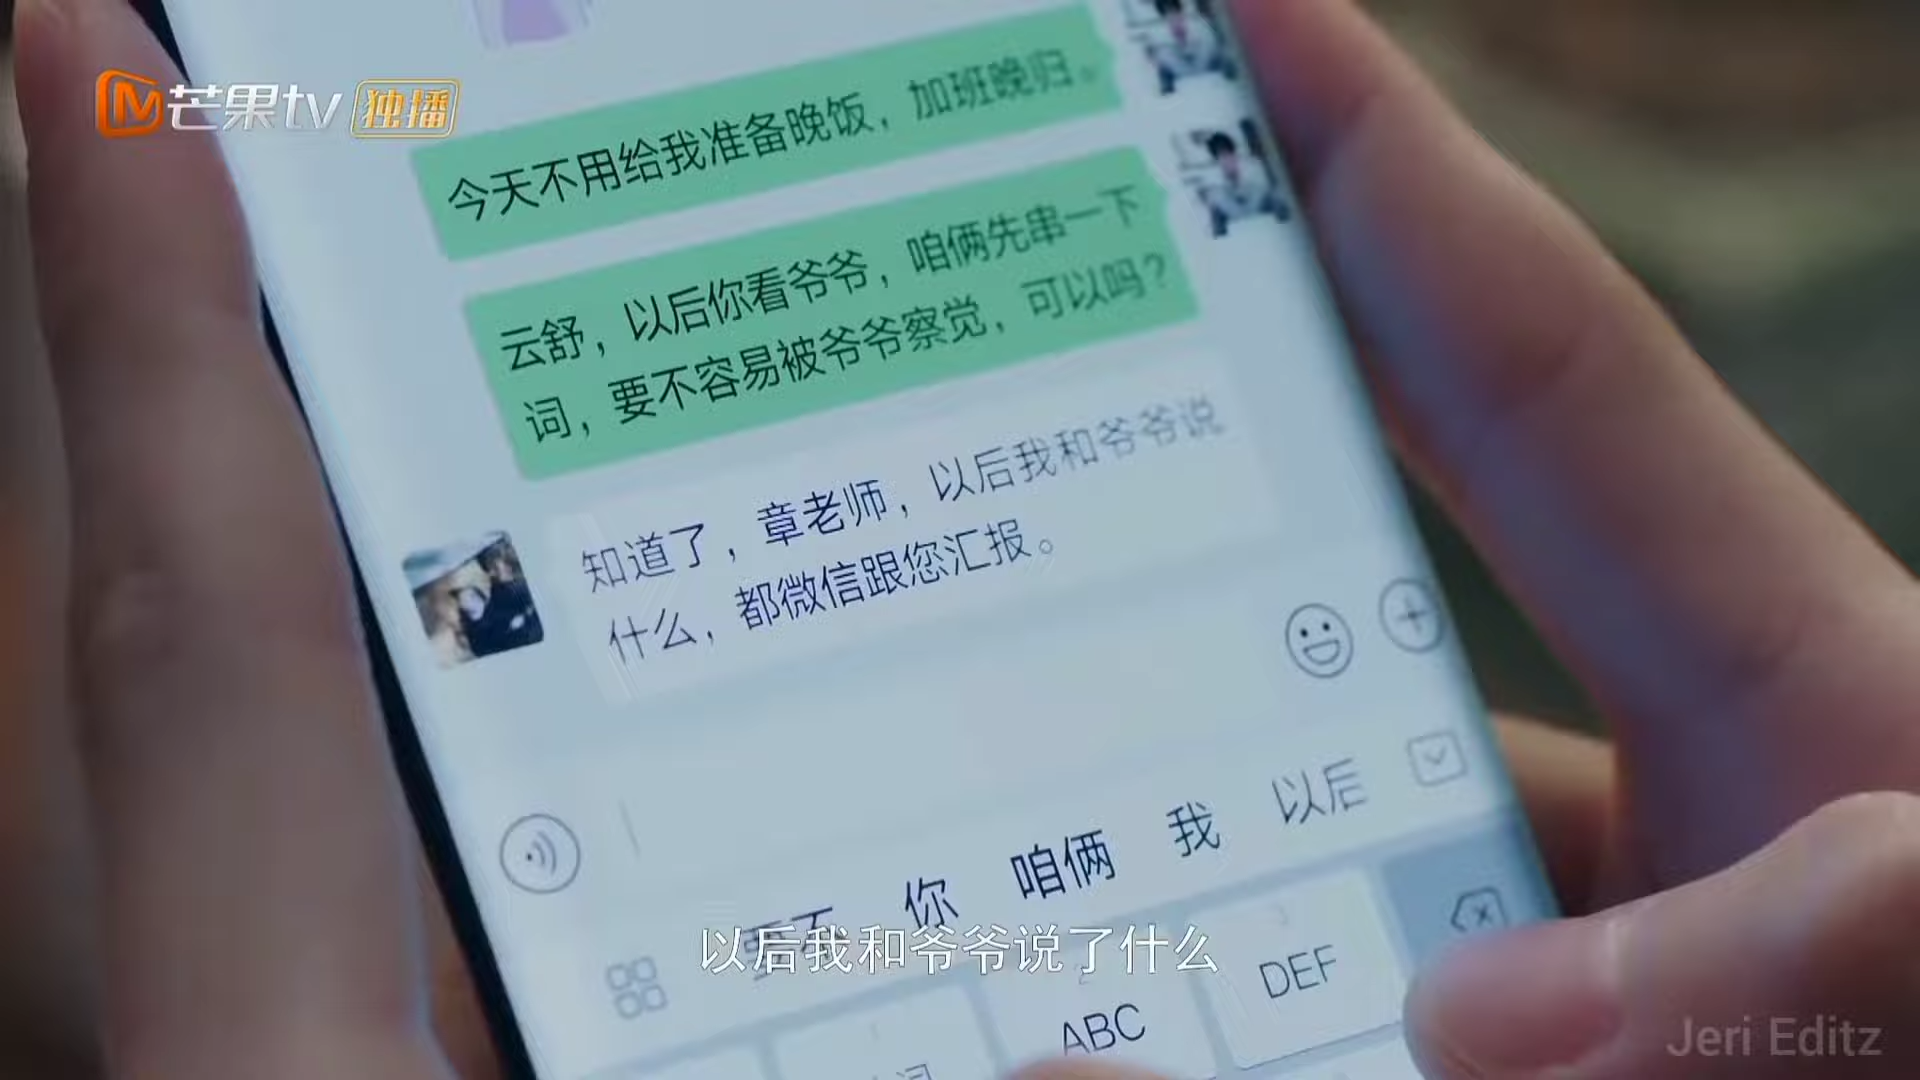 芒果tv 独播
今天不用给我准备晚饭，加班晚归。
云舒，以后你看爷爷，咱俩先串一下
词，要不容易被爷爷察觉，可以吗？
知道了，章老师，以后我和爷爷说
什么，都微信跟您汇报。
要不 你 咱俩 我 以后
以后我和爷爷说了什么
ABC
DEF
Jeri Editz